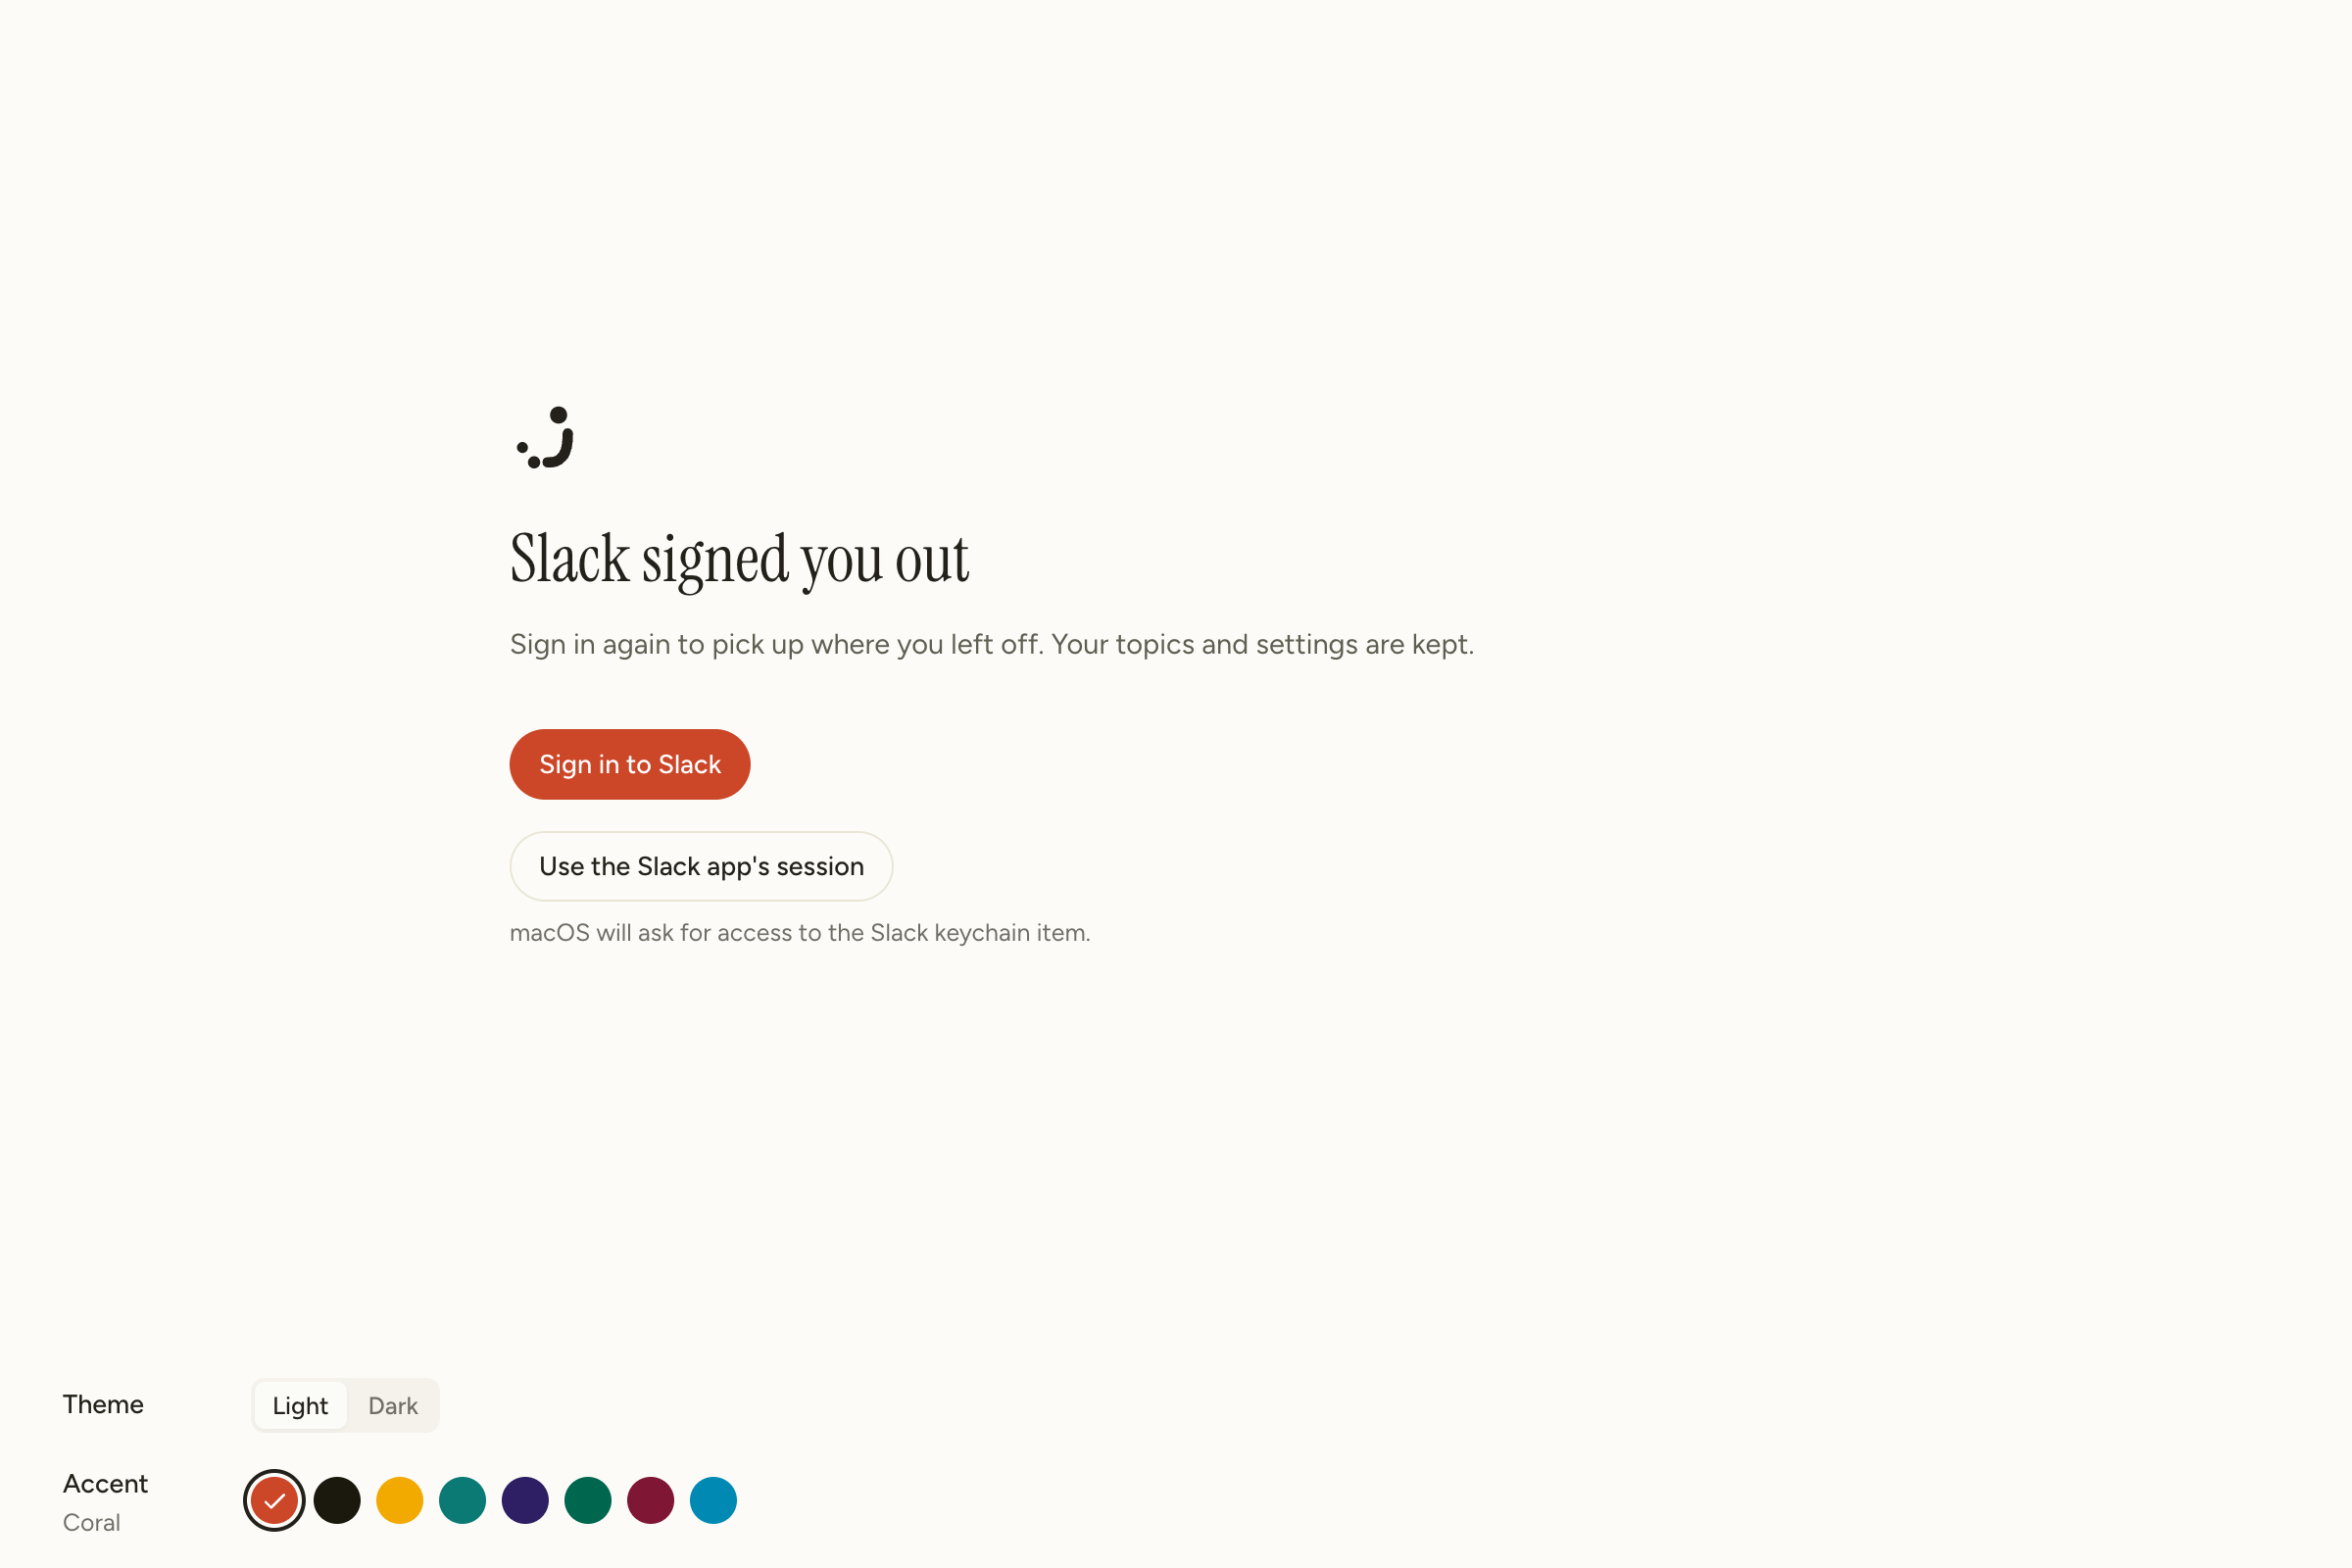 Slack signed you out
Sign in again to pick up where you left off. Your topics and settings are kept.
Sign in to Slack
Use the Slack app's session
macOS will ask for access to the Slack keychain item.
Theme
Light
Dark
Accent
Coral